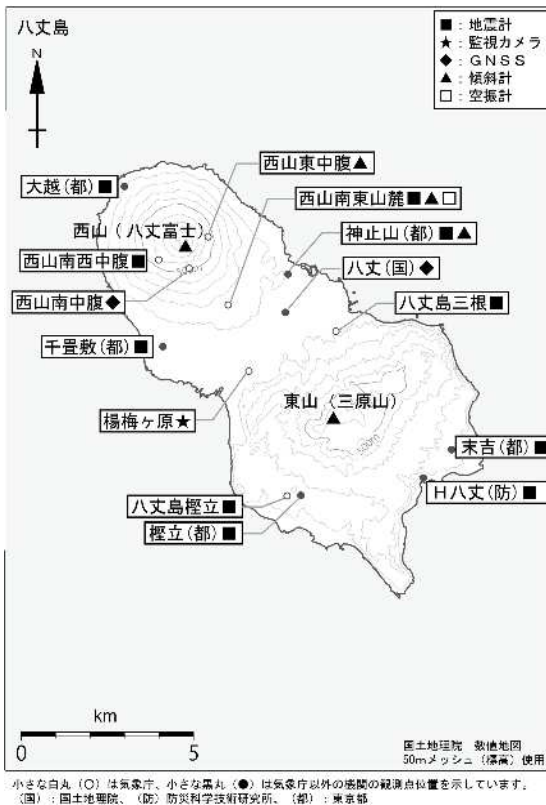 八丈島
■：地震計
★：監視カメラ
◆：GNSS
▲：傾斜計
□：空振計
N
西山東中腹▲
大越(都)■
西山南東山麓■▲□
西山（八丈富士）
神止山(都)■▲
西山南西中腹■
八丈(国)◆
西山南中腹◆
八丈島三根■
千畳敷(都)■
東山（三原山）
楊梅ヶ原★
末吉(都)■
H八丈(防)■
八丈島樫立■
樫立(都)■
km
0 5
国土地理院 数値地図
50mメッシュ（標高）使用
小さな白丸（○）は気象庁、小さな黒丸（●）は気象庁以外の機関の観測点位置を示しています。
（国）：国土地理院、（防）防災科学技術研究所、（都）：東京都